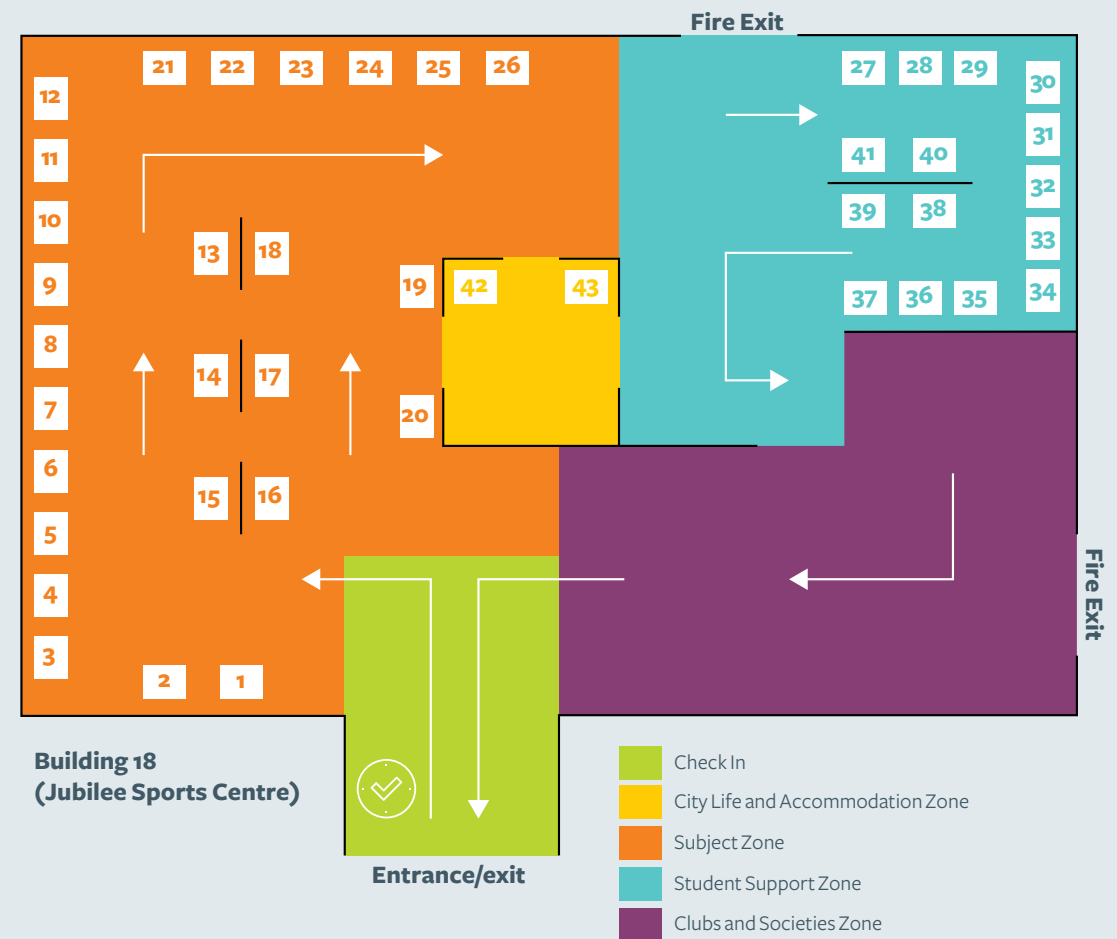 Fire Exit
21 22 23 24 25 26
27 28 29
12
30
11
31
41 40
10
32
39 38
13 18
33
9
19
42 43
37 36 35
34
8
14 17
7
20
6
15 16
5
4
Fire Exit
3
2 1
Building 18
(Jubilee Sports Centre)
Entrance/exit
Check In
City Life and Accommodation Zone
Subject Zone
Student Support Zone
Clubs and Societies Zone